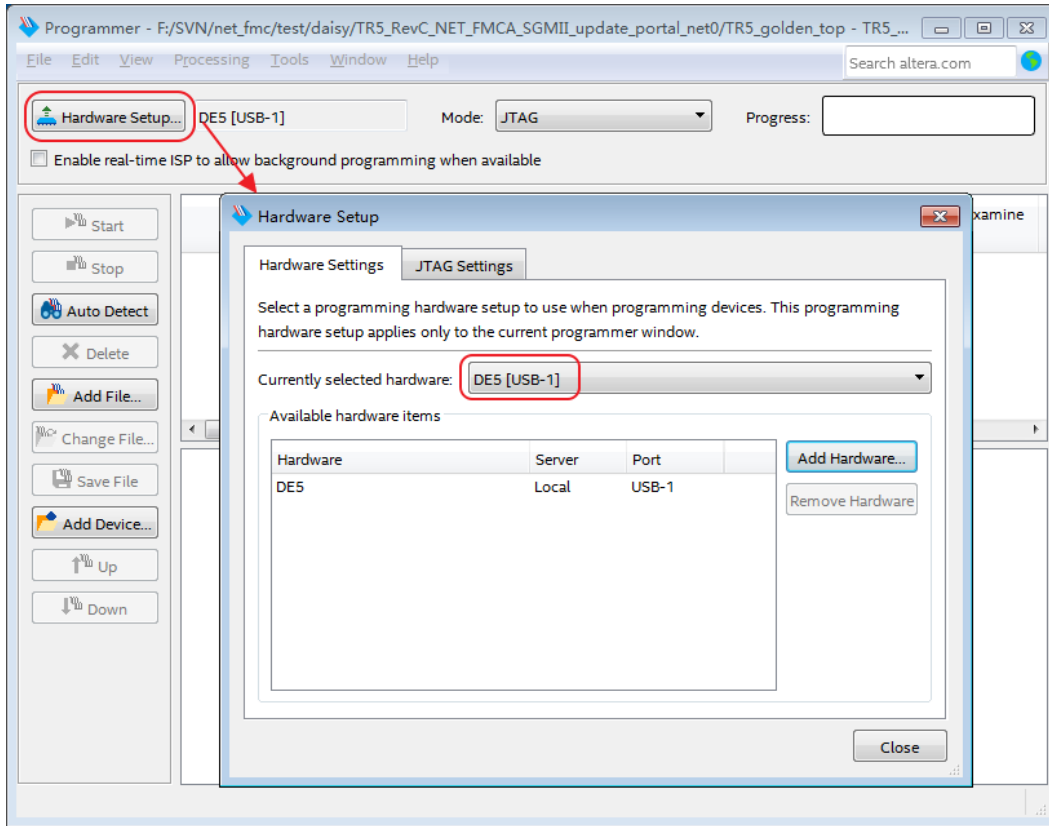 Programmer - F:/SVN/net_fmc/test/daisy/TR5_RevC_NET_FMCA_SGMII_update_portal_net0/TR5_golden_top - TR5_...
File Edit View Processing Tools Window Help
Search altera.com
Hardware Setup... DE5 [USB-1] Mode: JTAG Progress:
Enable real-time ISP to allow background programming when available
Start
Stop
Auto Detect
Delete
Add File...
Change File...
Save File
Add Device...
Up
Down
xamine
Hardware Setup
Hardware Settings JTAG Settings
Select a programming hardware setup to use when programming devices. This programming
hardware setup applies only to the current programmer window.
Currently selected hardware: DE5 [USB-1]
Available hardware items
Hardware Server Port
DE5 Local USB-1
Add Hardware...
Remove Hardware
Close